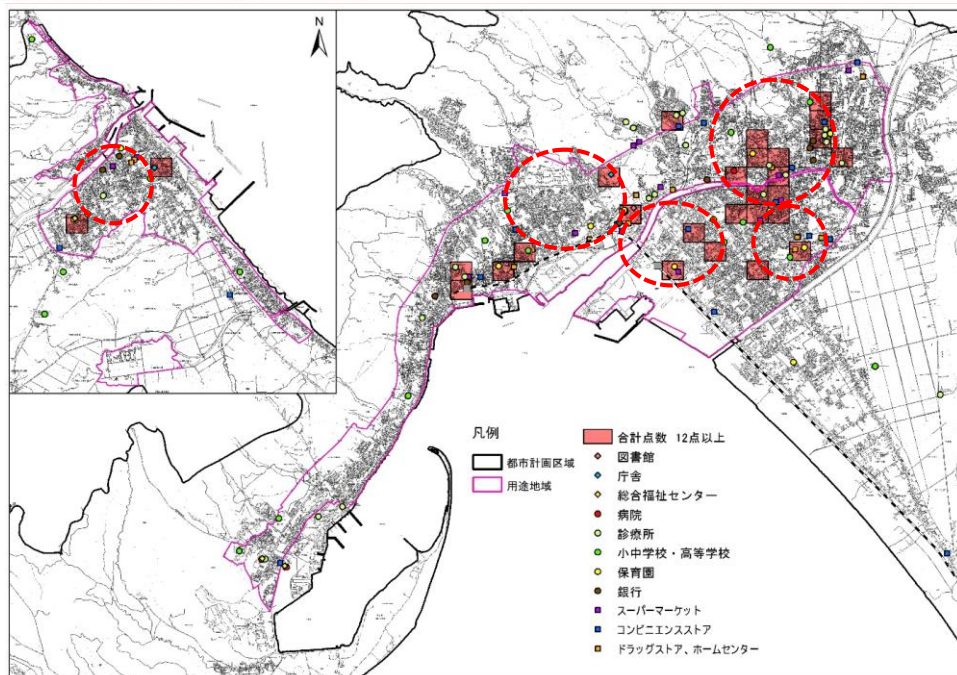 N
凡例
都市計画区域
用途地域
合計点数 12点以上
図書館
庁舎
総合福祉センター
病院
診療所
小中学校・高等学校
保育園
銀行
スーパーマーケット
コンビニエンスストア
ドラッグストア、ホームセンター